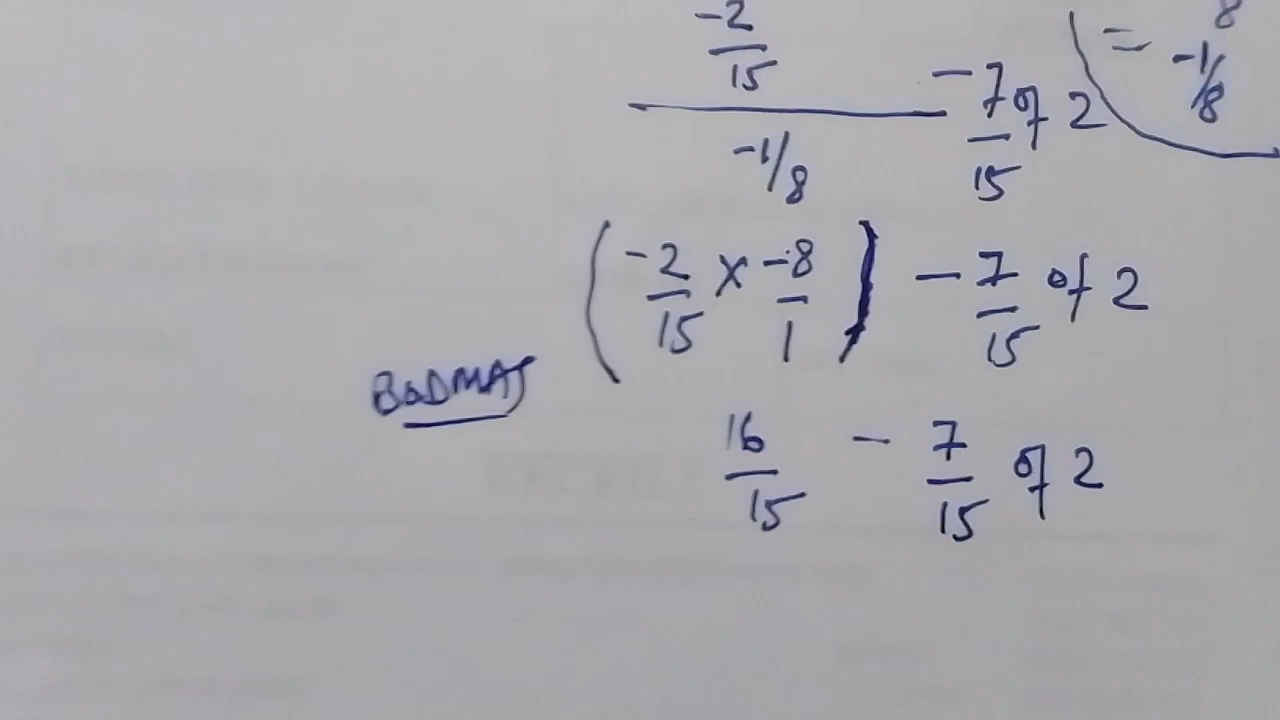 -2/15 = 8
-1/8
- 7/15 of 2
-1/8
(-2/15 x -8/1) - 7/15 of 2
BODMAS
16/15 - 7/15 of 2